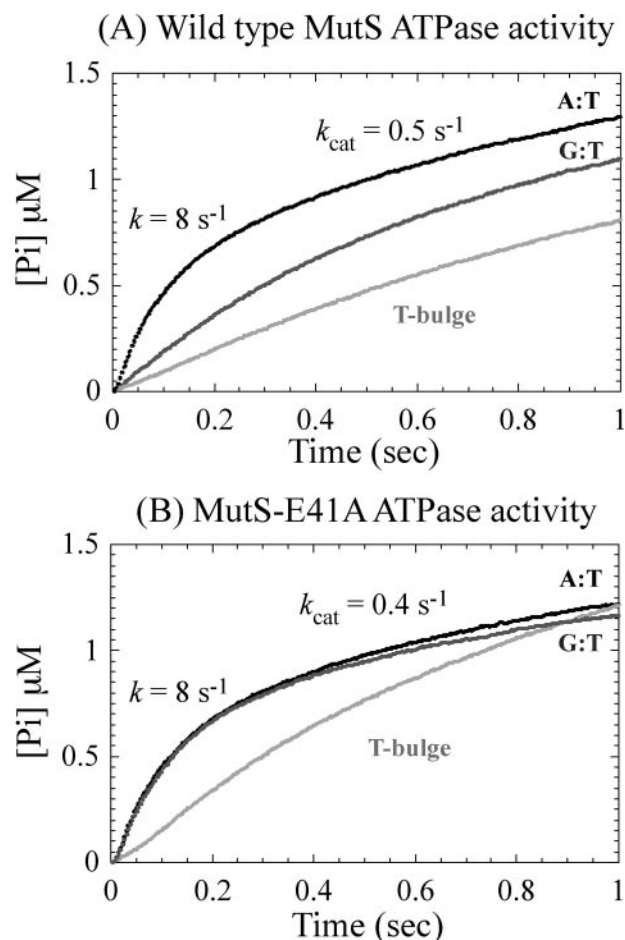 (A) Wild type MutS ATPase activity
1.5
A:T
k_cat = 0.5 s⁻¹
G:T
1
k = 8 s⁻¹
[Pi] μM
0.5
T-bulge
0
0 0.2 0.4 0.6 0.8 1
Time (sec)
(B) MutS-E41A ATPase activity
1.5
A:T
k_cat = 0.4 s⁻¹
1
G:T
k = 8 s⁻¹
[Pi] μM
0.5
T-bulge
0
0 0.2 0.4 0.6 0.8 1
Time (sec)